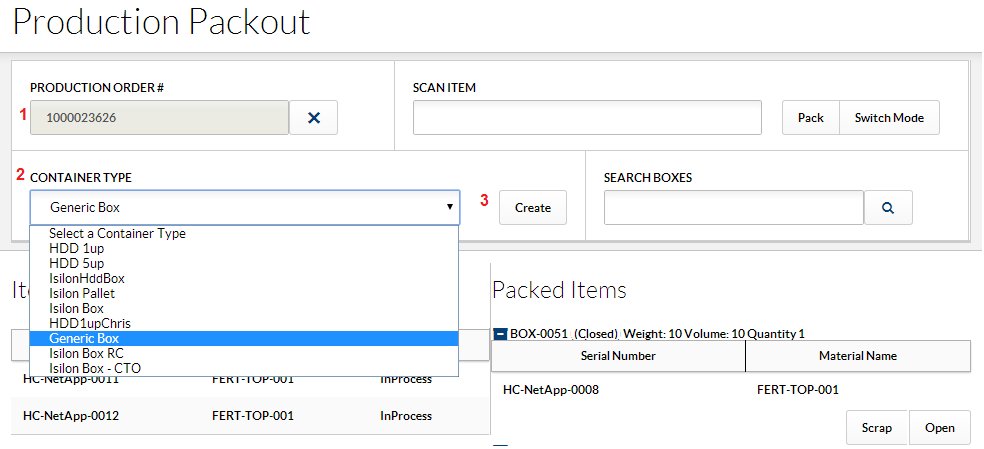 Production Packout
PRODUCTION ORDER #
SCAN ITEM
1
1000023626
Pack
Switch Mode
2
CONTAINER TYPE
SEARCH BOXES
Generic Box
3
Create
Select a Container Type
HDD 1up
HDD 5up
IsilonHddBox
Isilon Pallet
Isilon Box
HDD1upChris
Generic Box
Isilon Box RC
Isilon Box - CTO
HC-NetApp-0011 FERT-TOP-001 InProcess
HC-NetApp-0012 FERT-TOP-001 InProcess
Packed Items
BOX-0051 (Closed) Weight: 10 Volume: 10 Quantity 1
Serial Number Material Name
HC-NetApp-0008 FERT-TOP-001
Scrap
Open